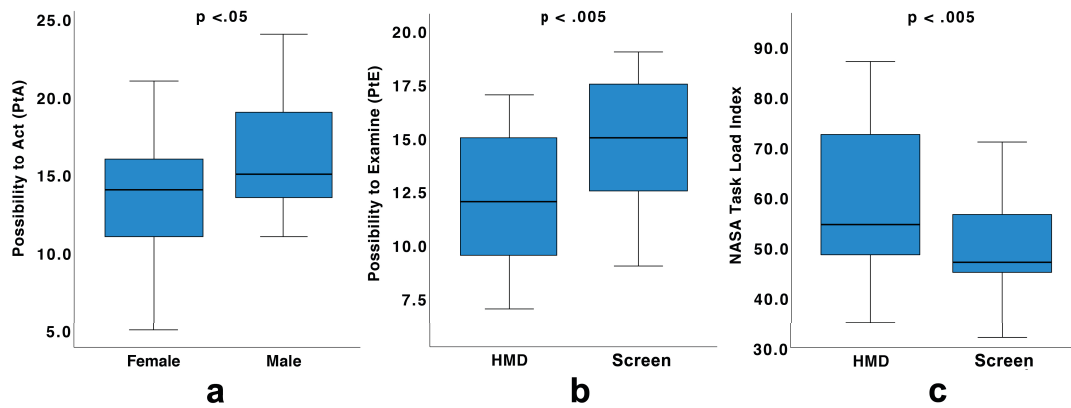 p <.05
25.0
20.0
15.0
10.0
5.0
Possibility to Act (PtA)
Female
Male
a
p < .005
20.0
17.5
15.0
12.5
10.0
7.5
Possibility to Examine (PtE)
HMD
Screen
b
p < .005
90.0
80.0
70.0
60.0
50.0
40.0
30.0
NASA Task Load Index
HMD
Screen
c